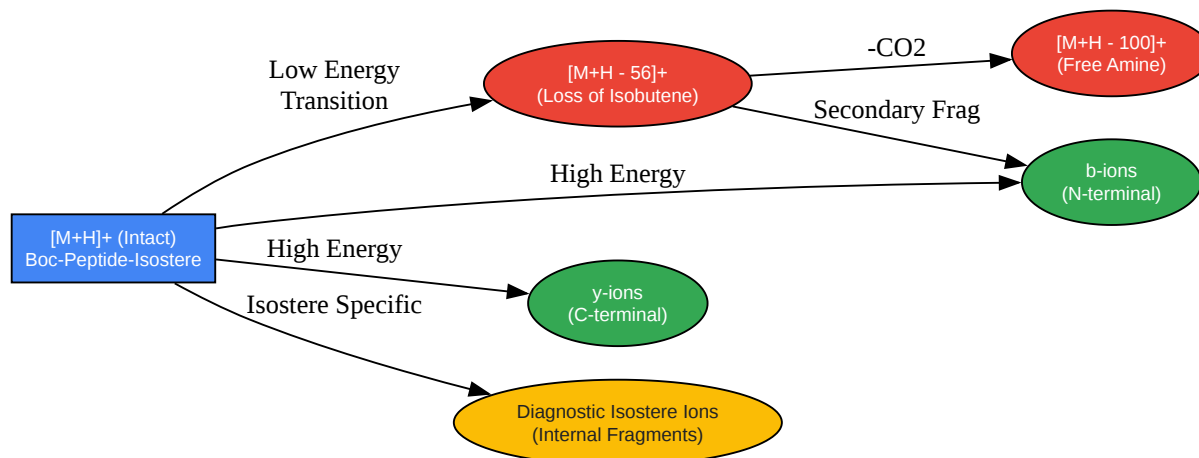 Low Energy
Transition
[M+H - 56]+
(Loss of Isobutene)
-CO2
[M+H - 100]+
(Free Amine)
Secondary Frag
High Energy
b-ions
(N-terminal)
[M+H]+ (Intact)
Boc-Peptide-Isostere
High Energy
y-ions
(C-terminal)
Isostere Specific
Diagnostic Isostere Ions
(Internal Fragments)